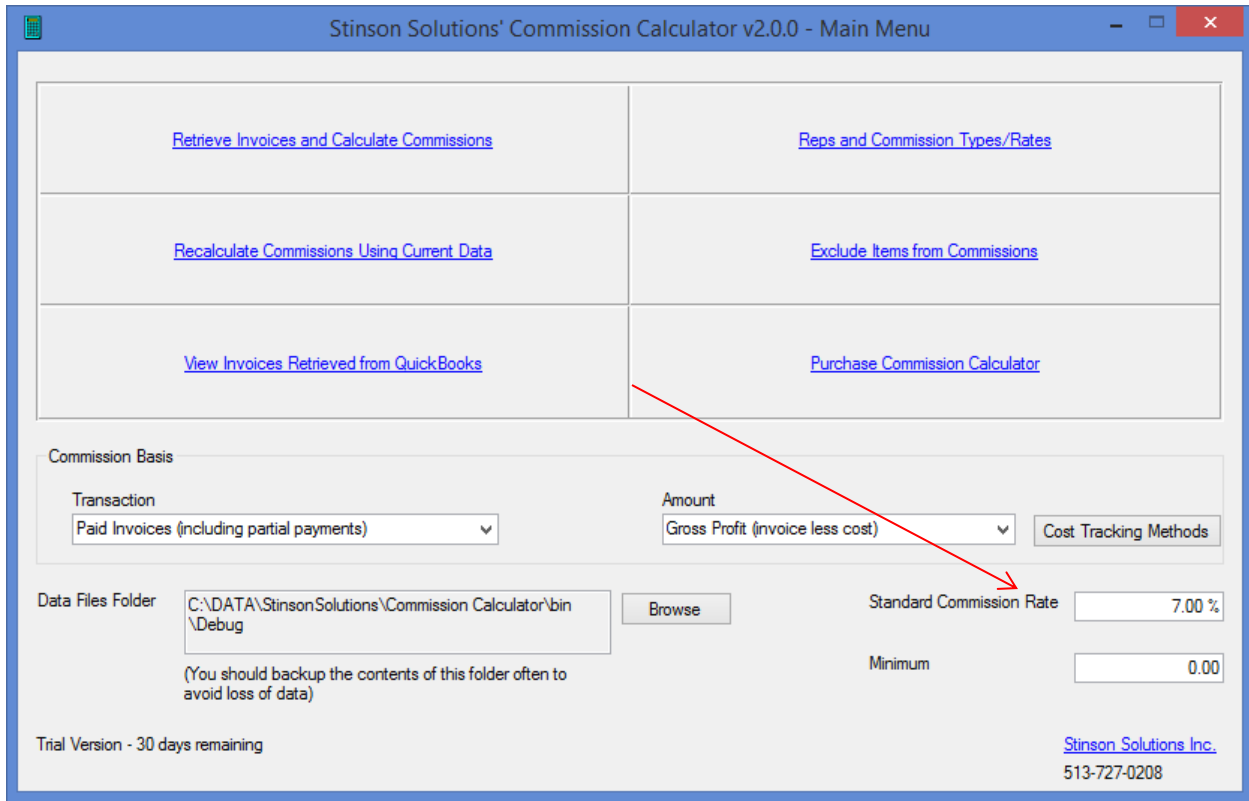 Stinson Solutions' Commission Calculator v2.0.0 - Main Menu
Retrieve Invoices and Calculate Commissions
Reps and Commission Types/Rates
Recalculate Commissions Using Current Data
Exclude Items from Commissions
View Invoices Retrieved from QuickBooks
Purchase Commission Calculator
Commission Basis
Transaction
Paid Invoices (including partial payments)
Amount
Gross Profit (invoice less cost)
Cost Tracking Methods
Data Files Folder
C:\DATA\StinsonSolutions\Commission Calculator\bin
\Debug
Browse
(You should backup the contents of this folder often to
avoid loss of data)
Standard Commission Rate
7.00 %
Minimum
0.00
Trial Version - 30 days remaining
Stinson Solutions Inc.
513-727-0208